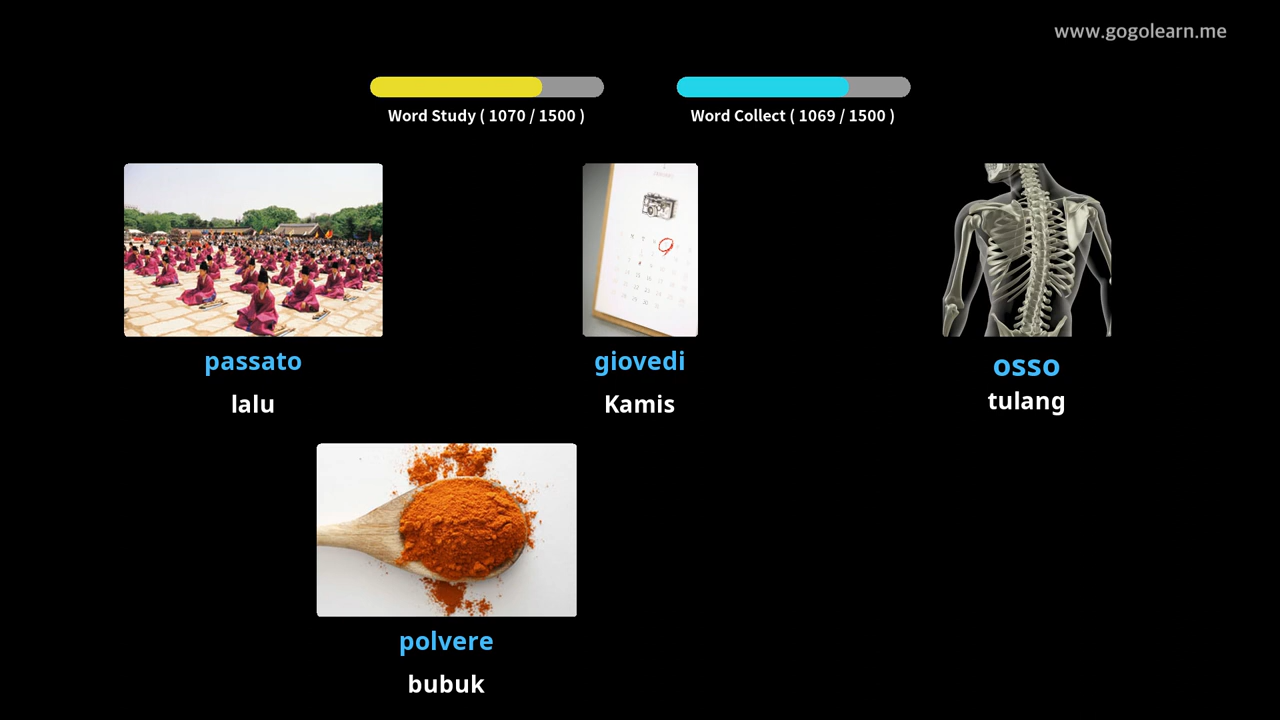 www.gogolearn.me
Word Study ( 1070 / 1500 )
Word Collect ( 1069 / 1500 )
passato
lalu
giovedi
Kamis
osso
tulang
polvere
bubuk